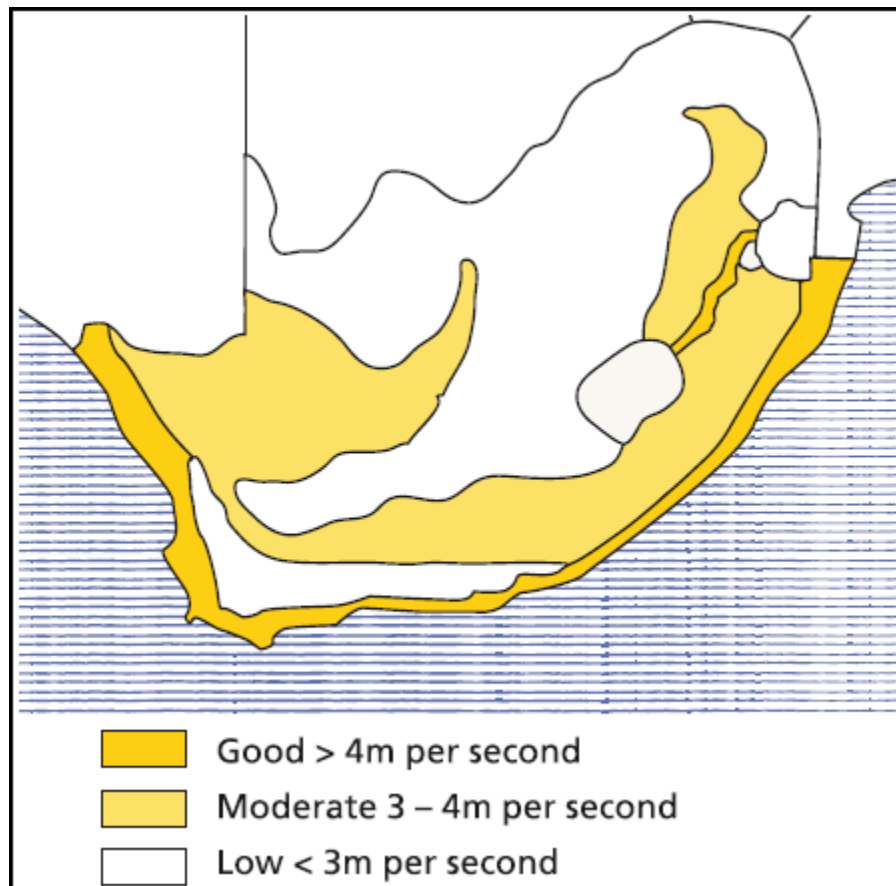 Good > 4m per second
Moderate 3 – 4m per second
Low < 3m per second